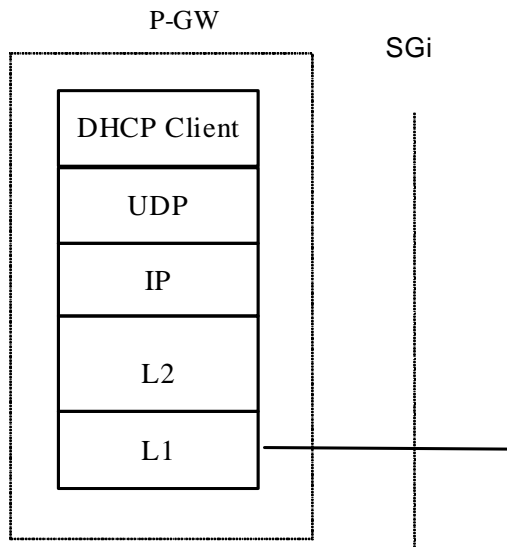 P-GW
SGi
DHCP Client
UDP
IP
L2
L1